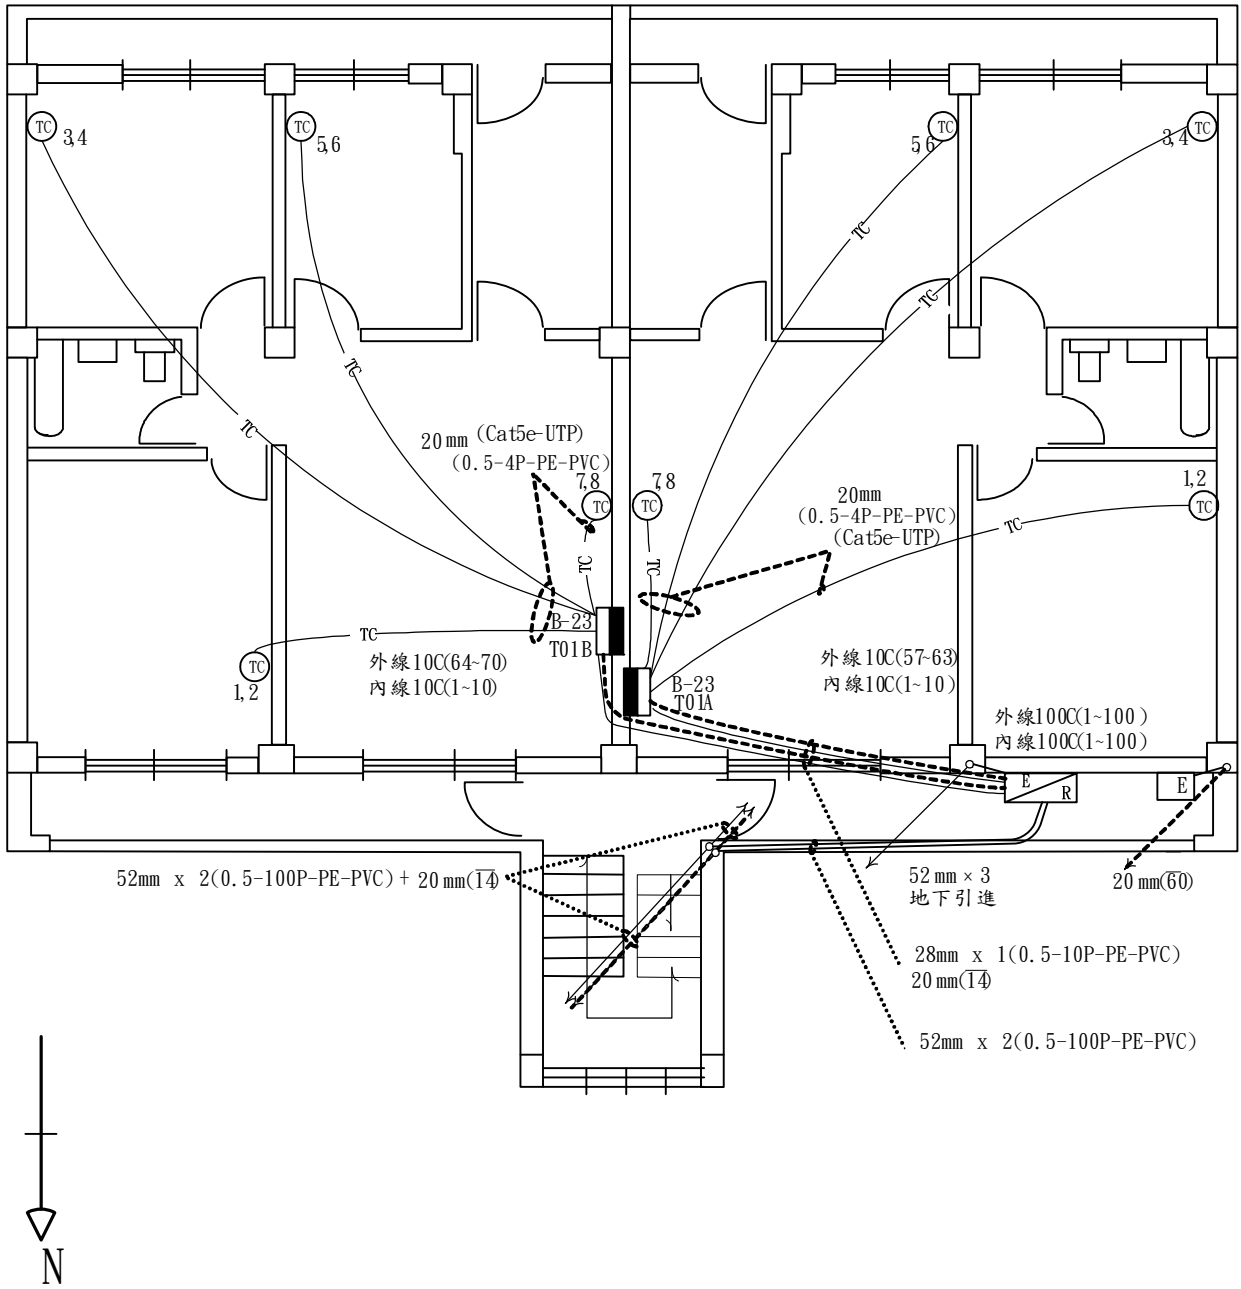 TC
3,4
TC
5,6
TC
5,6
TC
3,4
TC
TC
TC
TC
20mm (Cat5e-UTP)
(0.5-4P-PE-PVC)
7,8
TC
7,8
TC
20mm
(0.5-4P-PE-PVC)
(Cat5e-UTP)
1,2
TC
TC
TC
TC
B-23
T01B
TC
TC
1,2
外線10C(64~70)
內線10C(1~10)
B-23
T01A
外線10C(57~63)
內線10C(1~10)
外線100C(1~100)
內線100C(1~100)
E
R
E
52mm x 2(0.5-100P-PE-PVC)+ 20mm(14)
52mm × 3
地下引進
20mm(60)
28mm x 1(0.5-10P-PE-PVC)
20mm(14)
52mm x 2(0.5-100P-PE-PVC)
N